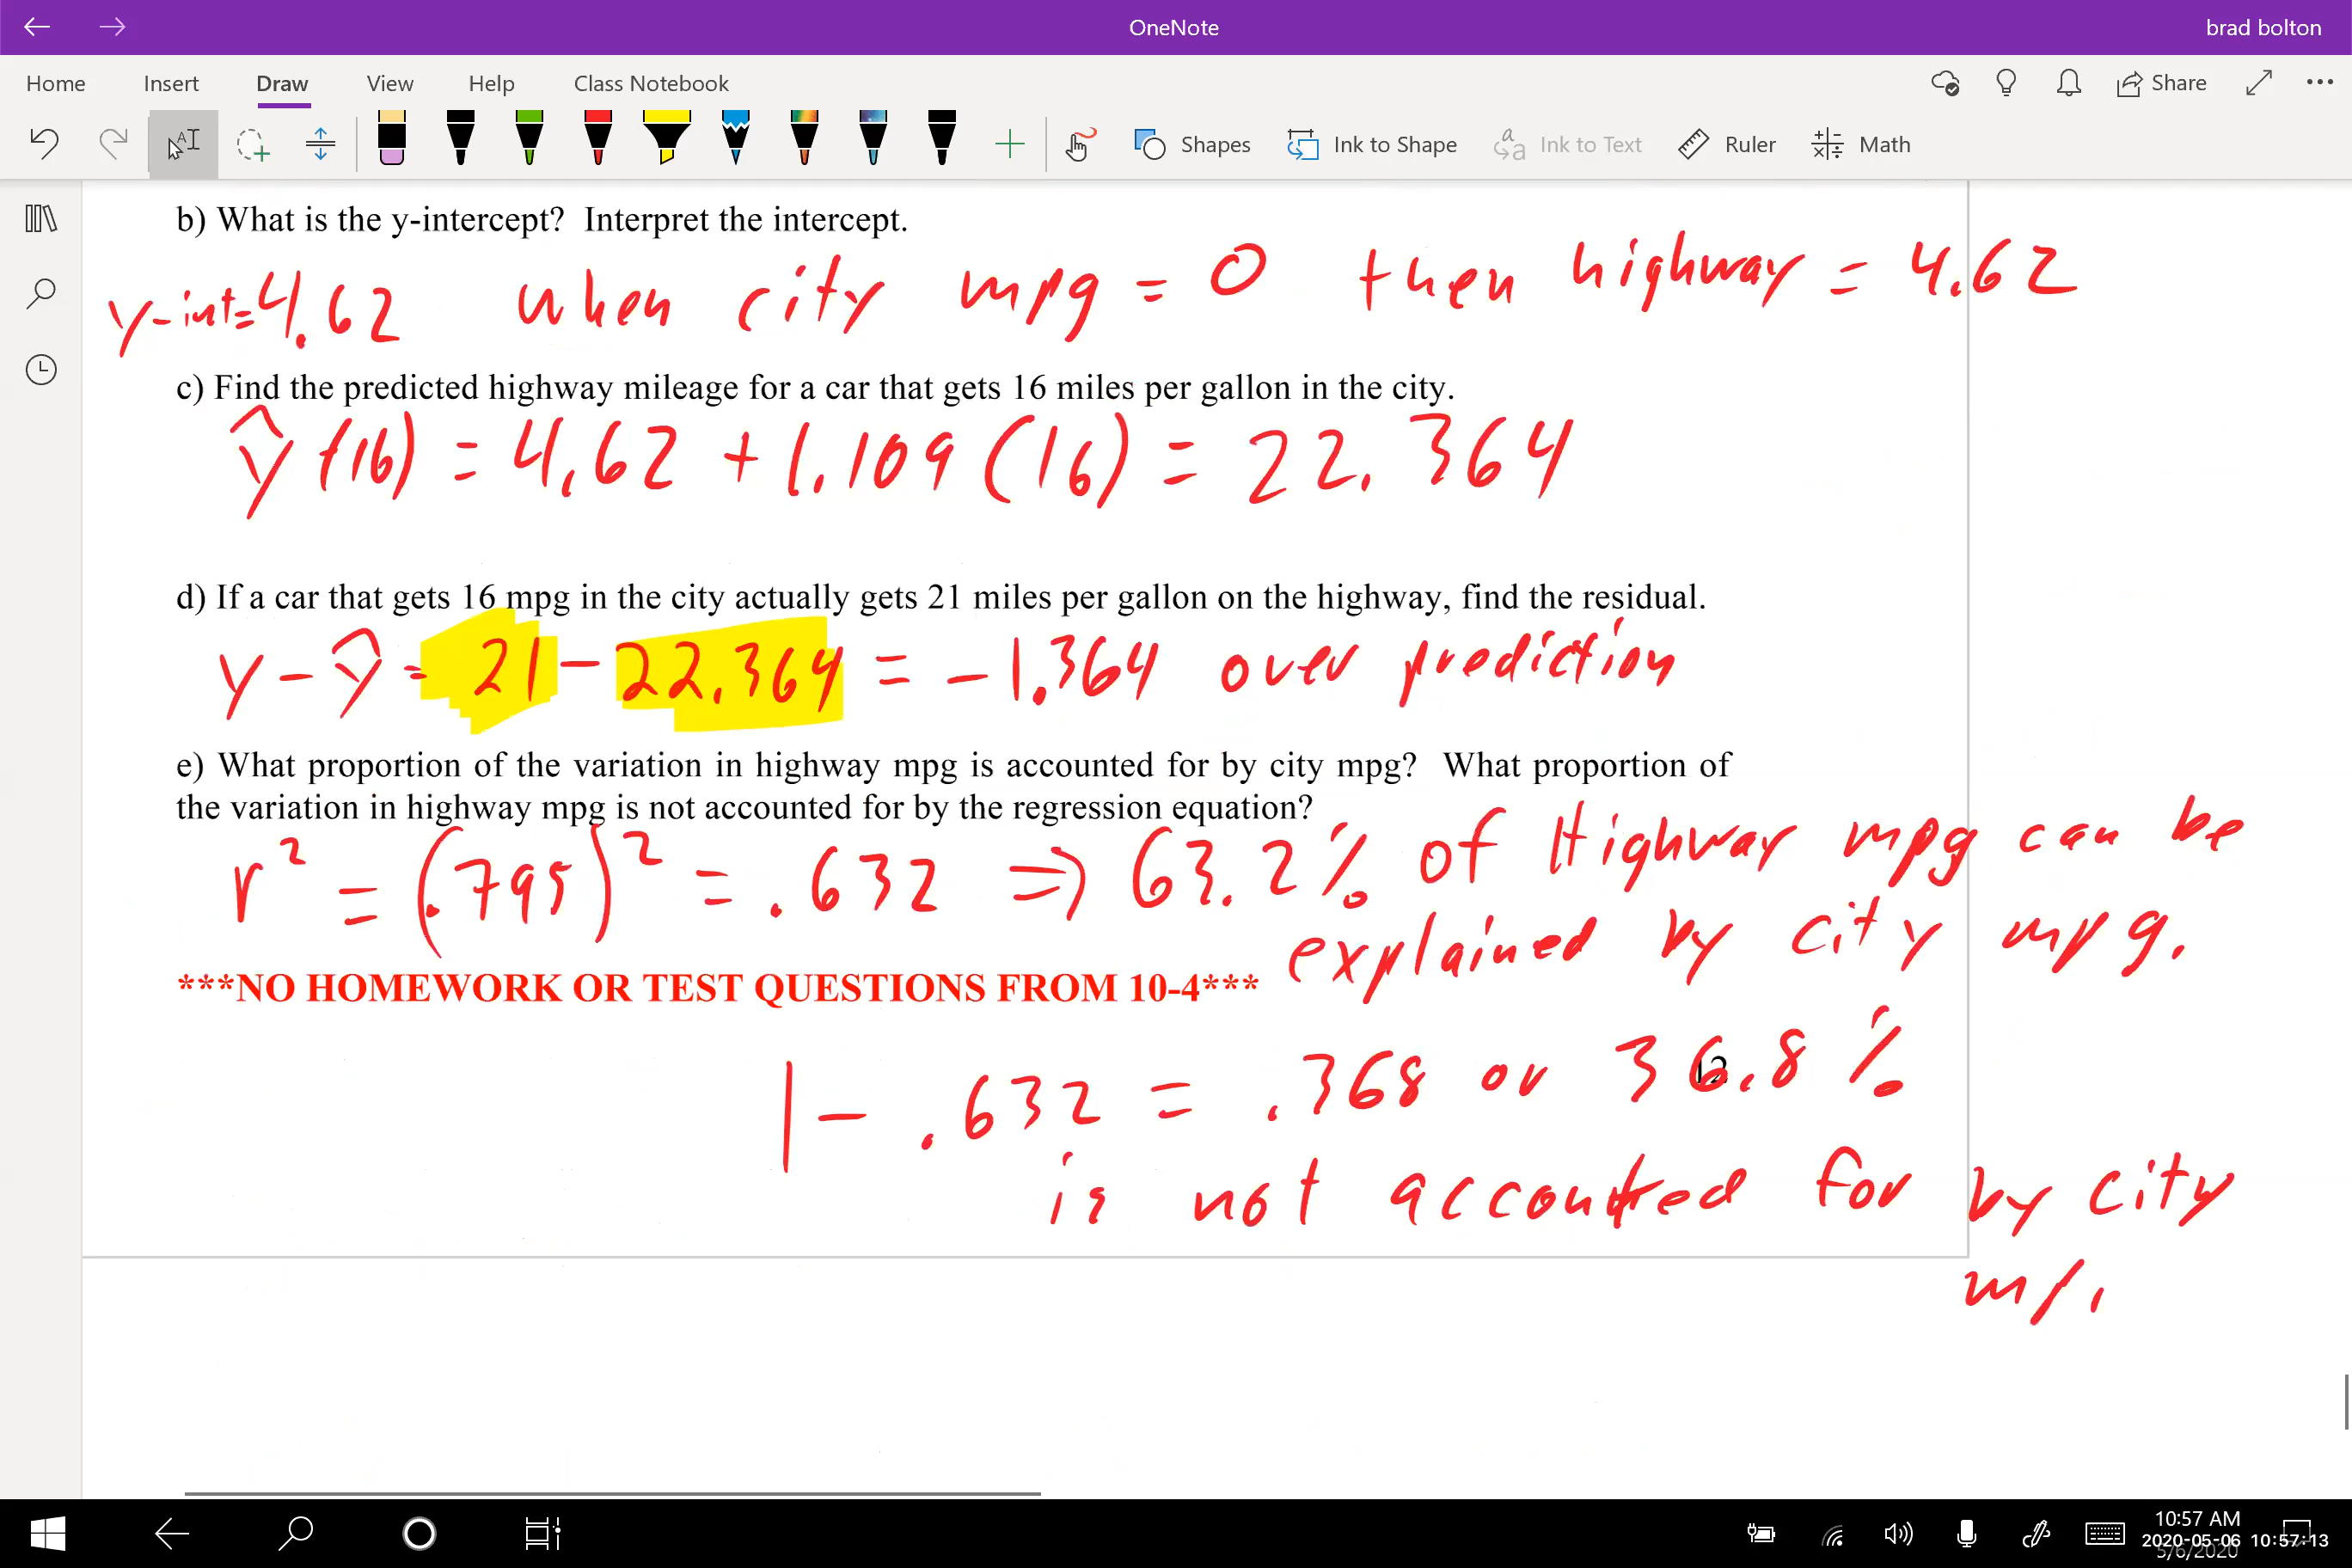 OneNote
brad bolton
Home Insert Draw View Help Class Notebook
Share
Shapes Ink to Shape Ink to Text Ruler Math
b) What is the y-intercept? Interpret the intercept.
y-int=4.62 when city mpg = 0 then highway = 4.62
c) Find the predicted highway mileage for a car that gets 16 miles per gallon in the city.
ŷ(16) = 4.62 + 1.109(16) = 22.364
d) If a car that gets 16 mpg in the city actually gets 21 miles per gallon on the highway, find the residual.
y - ŷ = 21 - 22.364 = -1.364 over prediction
e) What proportion of the variation in highway mpg is accounted for by city mpg? What proportion of
the variation in highway mpg is not accounted for by the regression equation?
r² = (.795)² = .632 ⇒ 63.2% of Highway mpg can be
explained by city mpg.
***NO HOMEWORK OR TEST QUESTIONS FROM 10-4***
1 - .632 = .368 or 36.8%
12
is not accounted for by city
10:57 AM
2020-05-06 10:57:13
5/6/2020